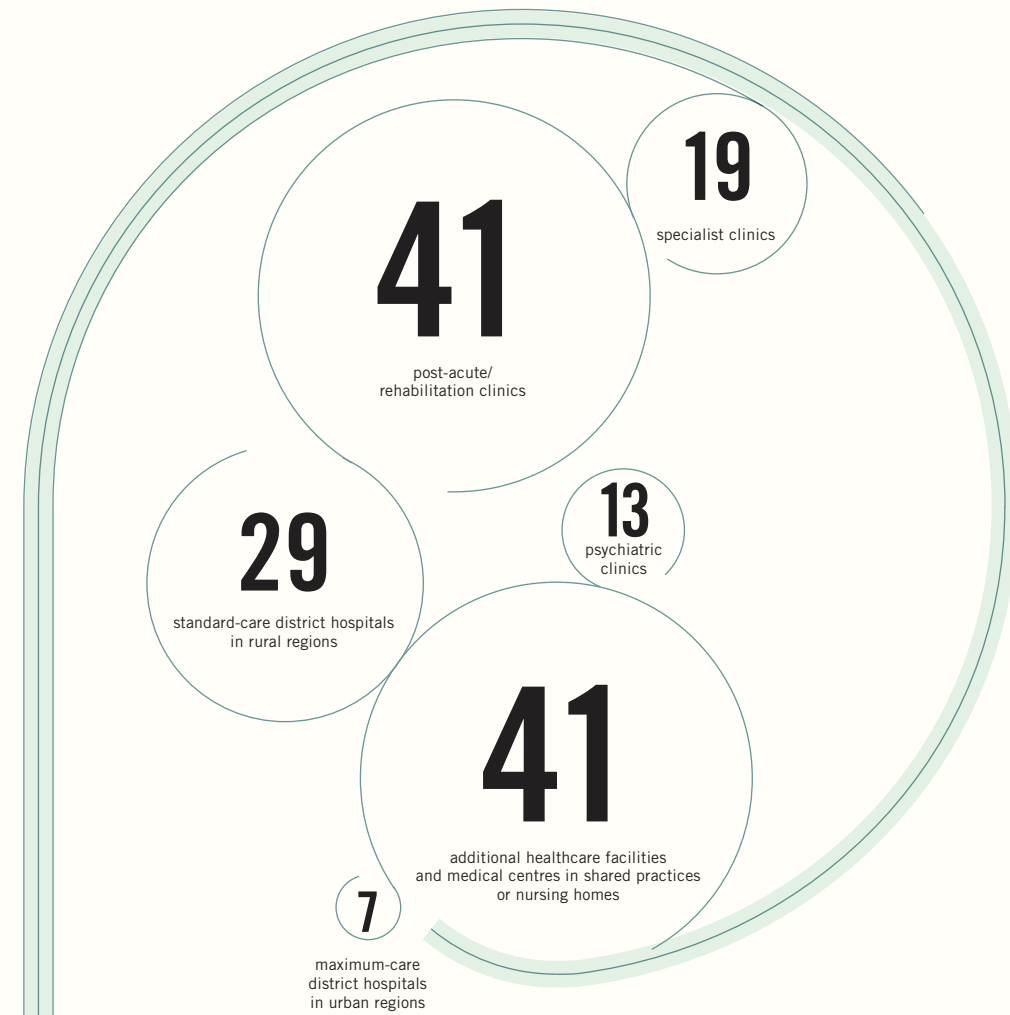 19
specialist clinics
41
post-acute/
rehabilitation clinics
13
psychiatric
clinics
29
standard-care district hospitals
in rural regions
41
additional healthcare facilities
and medical centres in shared practices
or nursing homes
7
maximum-care
district hospitals
in urban regions